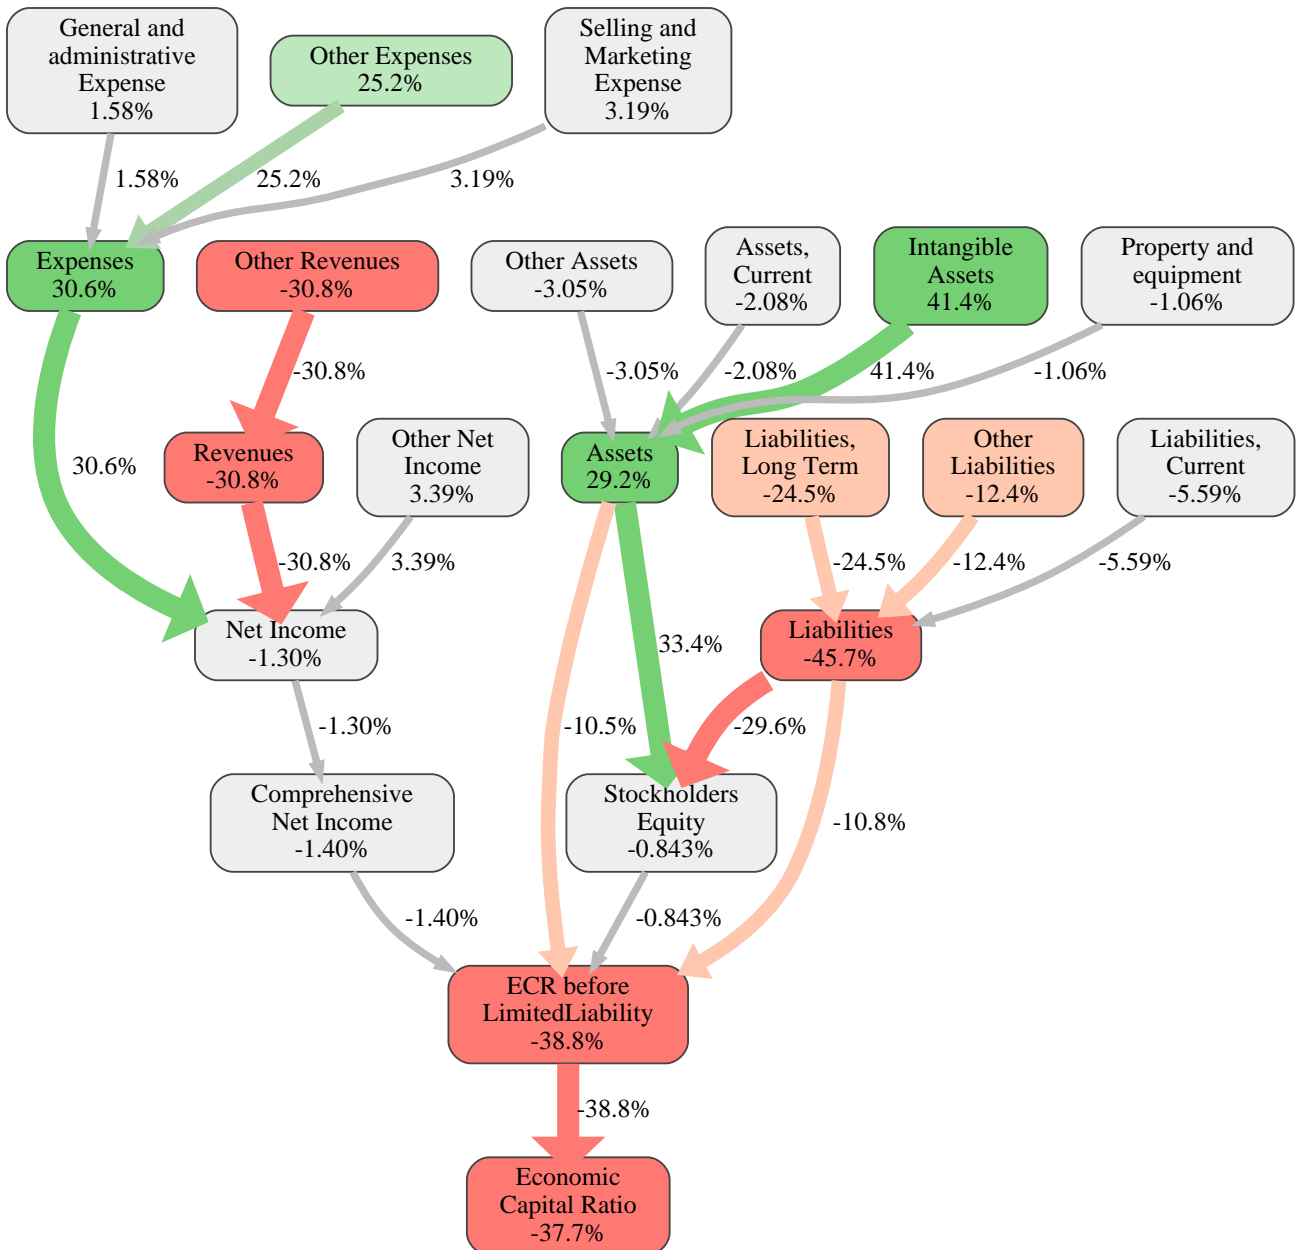 General and
administrative
Expense
1.58%
Other Expenses
25.2%
Selling and
Marketing
Expense
3.19%
1.58%
25.2%
3.19%
Expenses
30.6%
Other Revenues
-30.8%
Other Assets
-3.05%
Assets,
Current
-2.08%
Intangible
Assets
41.4%
Property and
equipment
-1.06%
-30.8%
-3.05%
-2.08%
41.4%
-1.06%
30.6%
Revenues
-30.8%
Other Net
Income
3.39%
Assets
29.2%
Liabilities,
Long Term
-24.5%
Other
Liabilities
-12.4%
Liabilities,
Current
-5.59%
-30.8%
3.39%
-24.5%
-12.4%
-5.59%
Net Income
-1.30%
33.4%
Liabilities
-45.7%
-1.30%
-10.5%
-29.6%
Comprehensive
Net Income
-1.40%
Stockholders
Equity
-0.843%
-10.8%
-1.40%
-0.843%
ECR before
LimitedLiability
-38.8%
-38.8%
Economic
Capital Ratio
-37.7%